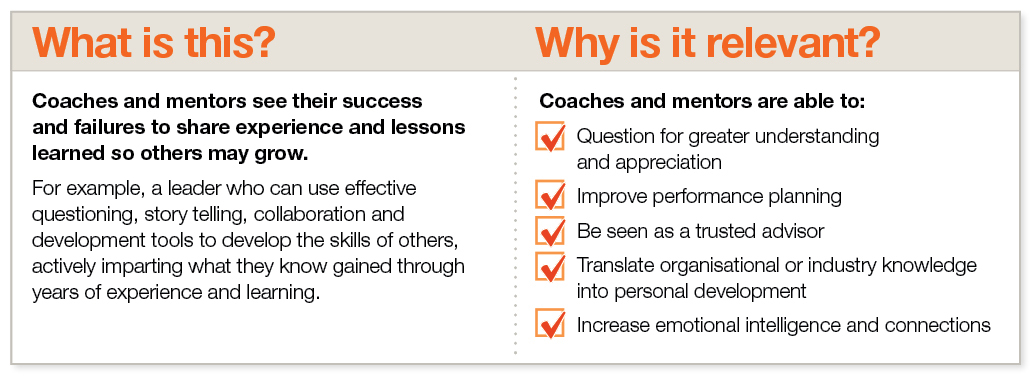 What is this?
Coaches and mentors see their success
and failures to share experience and lessons
learned so others may grow.
For example, a leader who can use effective
questioning, story telling, collaboration and
development tools to develop the skills of others,
actively imparting what they know gained through
years of experience and learning.
Why is it relevant?
Coaches and mentors are able to:
Question for greater understanding
and appreciation
Improve performance planning
Be seen as a trusted advisor
Translate organisational or industry knowledge
into personal development
Increase emotional intelligence and connections